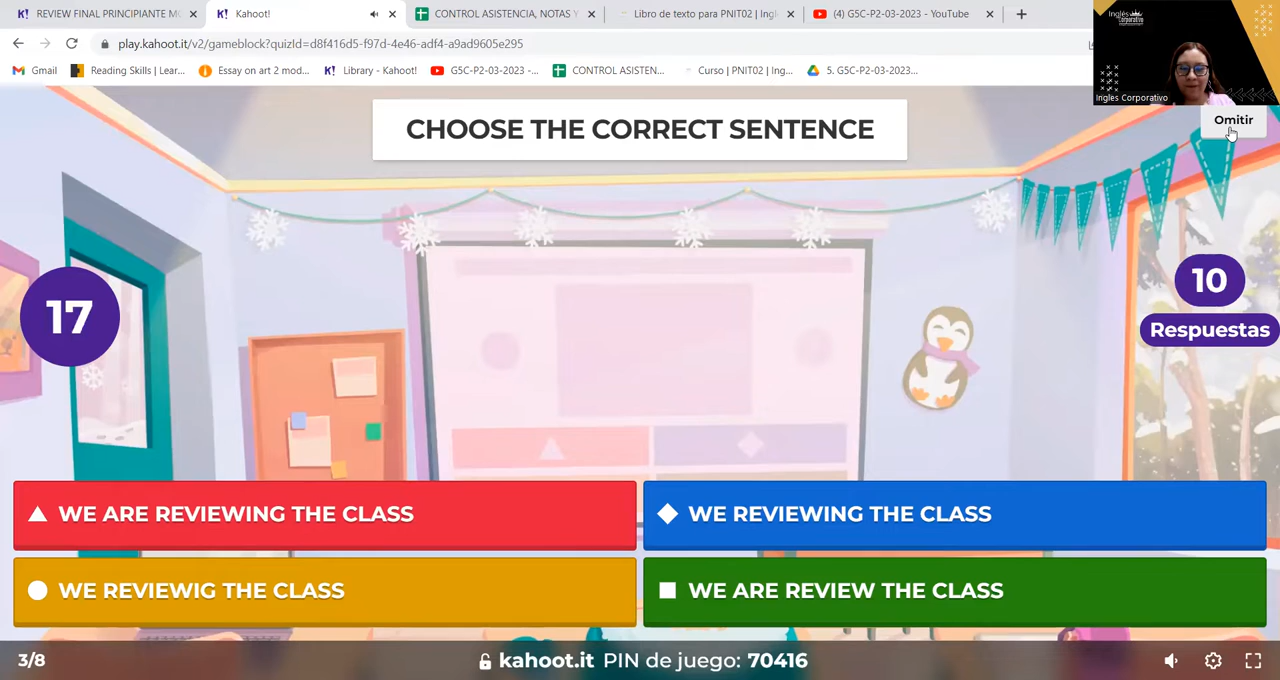 REVIEW FINAL PRINCIPIANTE MO
Kahoot!
CONTROL ASISTENCIA, NOTAS Y
Libro de texto para PNIT02 | Ingl
(4) G5C-P2-03-2023 - YouTube
play.kahoot.it/v2/gameblock?quizId=d8f416d5-f97d-4e46-adf4-a9ad9605e295
Gmail
Reading Skills | Lear...
Essay on art 2 mod...
Library - Kahoot!
G5C-P2-03-2023 -...
CONTROL ASISTEN...
Curso | PNIT02 | Ing...
5. G5C-P2-03-2023...
Inglés
Corporativo
Ingles Corporativo
Omitir
CHOOSE THE CORRECT SENTENCE
17
10
Respuestas
WE ARE REVIEWING THE CLASS
WE REVIEWING THE CLASS
WE REVIEWIG THE CLASS
WE ARE REVIEW THE CLASS
3/8
kahoot.it PIN de juego: 70416